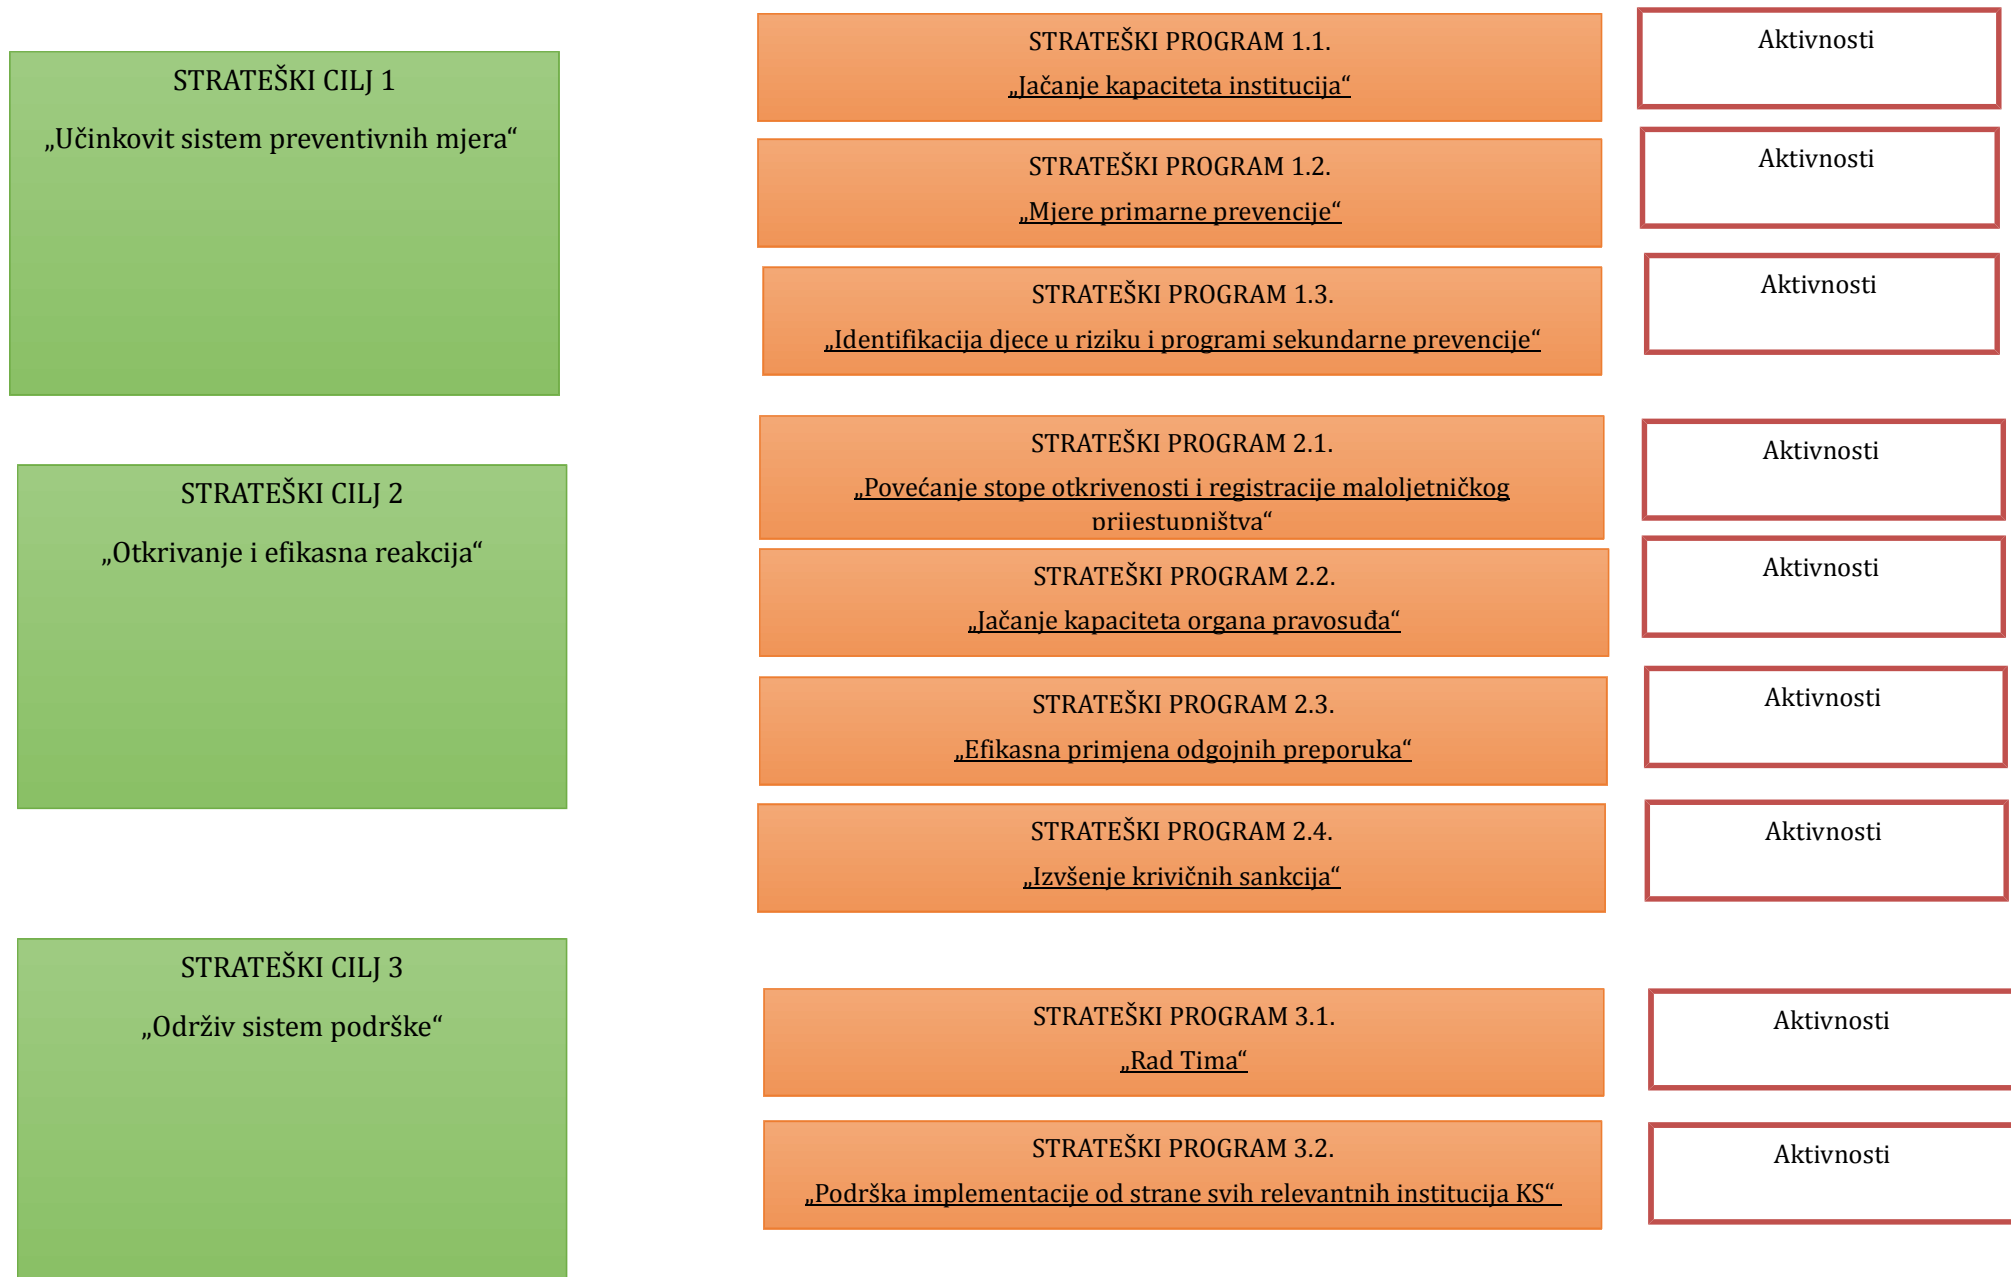 STRATEŠKI CILJ 1
„Učinkovit sistem preventivnih mjera“
STRATEŠKI PROGRAM 1.1.
„Jačanje kapaciteta institucija“
Aktivnosti
STRATEŠKI PROGRAM 1.2.
„Mjere primarne prevencije“
Aktivnosti
STRATEŠKI PROGRAM 1.3.
„Identifikacija djece u riziku i programi sekundarne prevencije“
Aktivnosti
STRATEŠKI CILJ 2
„Otkrivanje i efikasna reakcija“
STRATEŠKI PROGRAM 2.1.
„Povećanje stope otkrivenosti i registracije maloljetničkog
prijestupništva“
Aktivnosti
STRATEŠKI PROGRAM 2.2.
„Jačanje kapaciteta organa pravosuđa“
Aktivnosti
STRATEŠKI PROGRAM 2.3.
„Efikasna primjena odgojnih preporuka“
Aktivnosti
STRATEŠKI PROGRAM 2.4.
„Izvšenje krivičnih sankcija“
Aktivnosti
STRATEŠKI CILJ 3
„Održiv sistem podrške“
STRATEŠKI PROGRAM 3.1.
„Rad Tima“
Aktivnosti
STRATEŠKI PROGRAM 3.2.
„Podrška implementacije od strane svih relevantnih institucija KS“
Aktivnosti